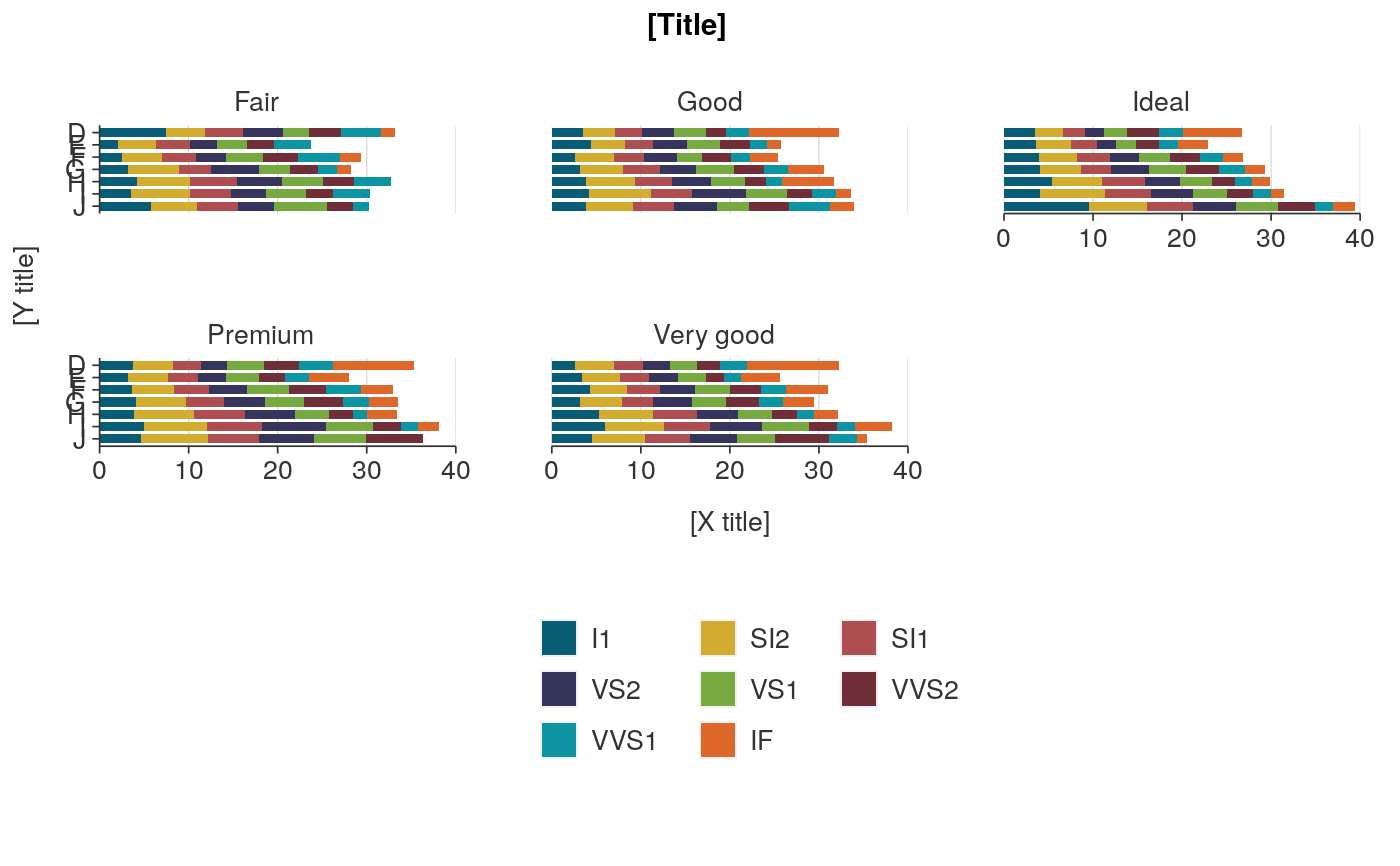 [Title]
Fair Good Ideal
D
E
F
G
H
I
J
0 10 20 30 40
[Y title]
Premium Very good
D
E
F
G
H
I
J
0 10 20 30 40 0 10 20 30 40
[X title]
I1 SI2 SI1
VS2 VS1 VVS2
VVS1 IF